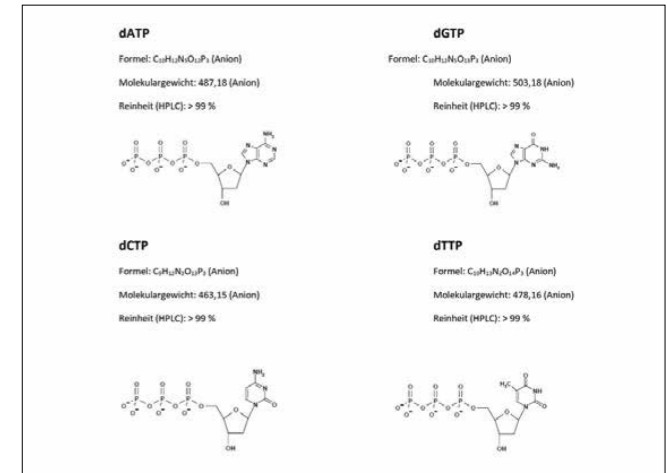 dATP
Formel: C₁₀H₁₂N₅O₁₂P₃ (Anion)
Molekulargewicht: 487,18 (Anion)
Reinheit (HPLC): > 99 %
dGTP
Formel: C₁₀H₁₂N₅O₁₃P₃ (Anion)
Molekulargewicht: 503,18 (Anion)
Reinheit (HPLC): > 99 %
dCTP
Formel: C₉H₁₂N₃O₁₃P₃ (Anion)
Molekulargewicht: 463,15 (Anion)
Reinheit (HPLC): > 99 %
dTTP
Formel: C₁₀H₁₃N₂O₁₄P₃ (Anion)
Molekulargewicht: 478,16 (Anion)
Reinheit (HPLC): > 99 %